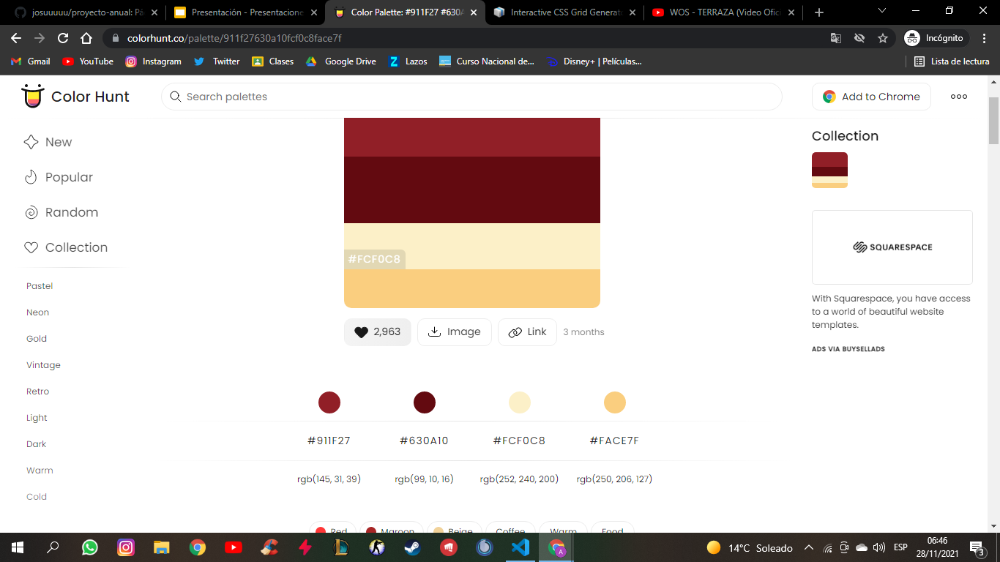 josuuuuu/proyecto-anual: Pá
Presentación - Presentacione
Color Palette: #911F27 #630A
Interactive CSS Grid Generato
WOS - TERRAZA (Video Ofici
colorhunt.co/palette/911f27630a10fcf0c8face7f
Incógnito
Gmail
YouTube
Instagram
Twitter
Clases
Google Drive
Lazos
Curso Nacional de...
Disney+ | Películas...
Lista de lectura
Color Hunt
Search palettes
Add to Chrome
New
Popular
Random
Collection
Pastel
Neon
Gold
Vintage
Retro
Light
Dark
Warm
Cold
#FCF0C8
2,963
Image
Link
3 months
#911F27
#630A10
#FCF0C8
#FACE7F
rgb(145, 31, 39)
rgb(99, 10, 16)
rgb(252, 240, 200)
rgb(250, 206, 127)
Red
Maroon
Beige
Coffee
Warm
Food
Collection
SQUARESPACE
With Squarespace, you have access
to a world of beautiful website
templates.
ADS VIA BUYSELLADS
14°C Soleado
ESP
06:46
28/11/2021
3